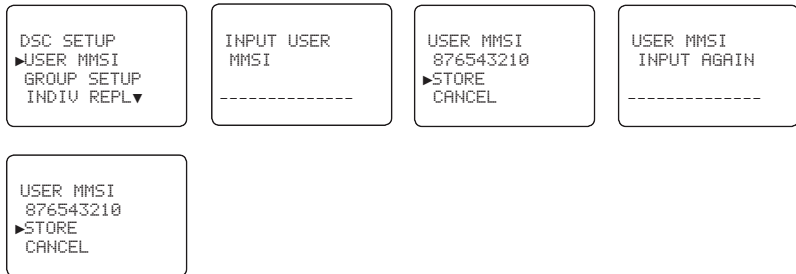 DSC SETUP
▶USER MMSI
GROUP SETUP
INDIV REPL▼
INPUT USER
MMSI
--------------
USER MMSI
876543210
▶STORE
CANCEL
USER MMSI
INPUT AGAIN
--------------
USER MMSI
876543210
▶STORE
CANCEL